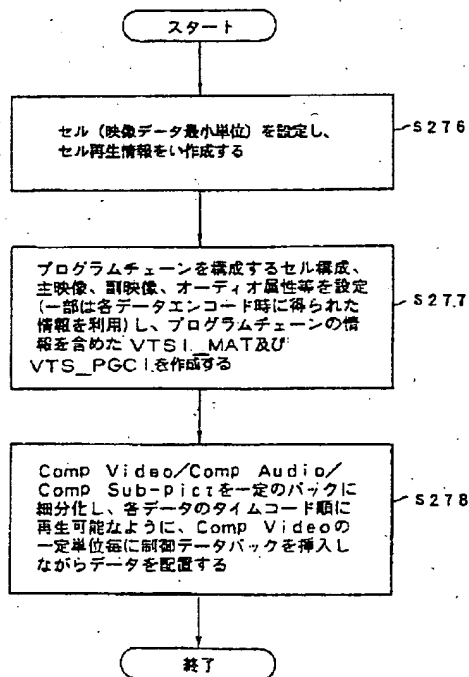 スタート
セル（映像データ最小単位）を設定し、
セル再生情報をい作成する
S276
プログラムチェーンを構成するセル構成、
主映像、副映像、オーディオ属性等を設定
(一部は各データエンコード時に得られた
情報を利用)し、プログラムチェーンの情
報を含めたVTSI_MAT及び
VTS_PGCIを作成する
S277
Comp Video/Comp Audio/
Comp Sub-pictを一定のパックに
細分化し、各データのタイムコード順に
再生可能なように、Comp Videoの
一定単位毎に制御データパックを挿入し
ながらデータを配置する
S278
終了